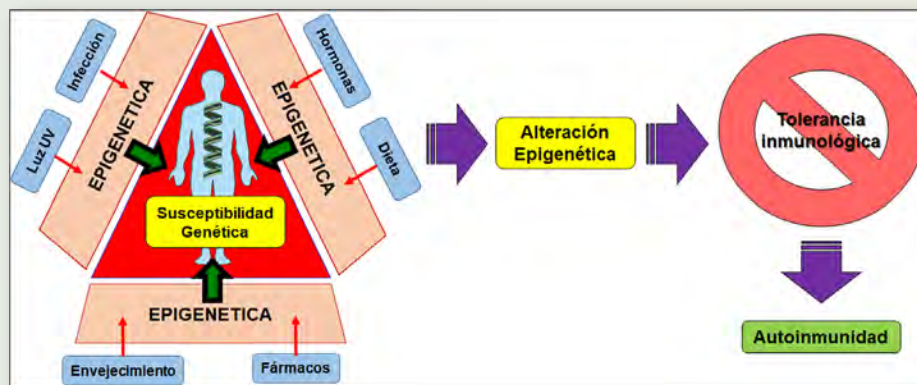 Infección
Luz UV
EPIGENETICA
Hormonas
Dieta
EPIGENETICA
Susceptibilidad
Genética
EPIGENETICA
Envejecimiento
Fármacos
Alteración
Epigenética
Tolerancia
inmunológica
Autoinmunidad